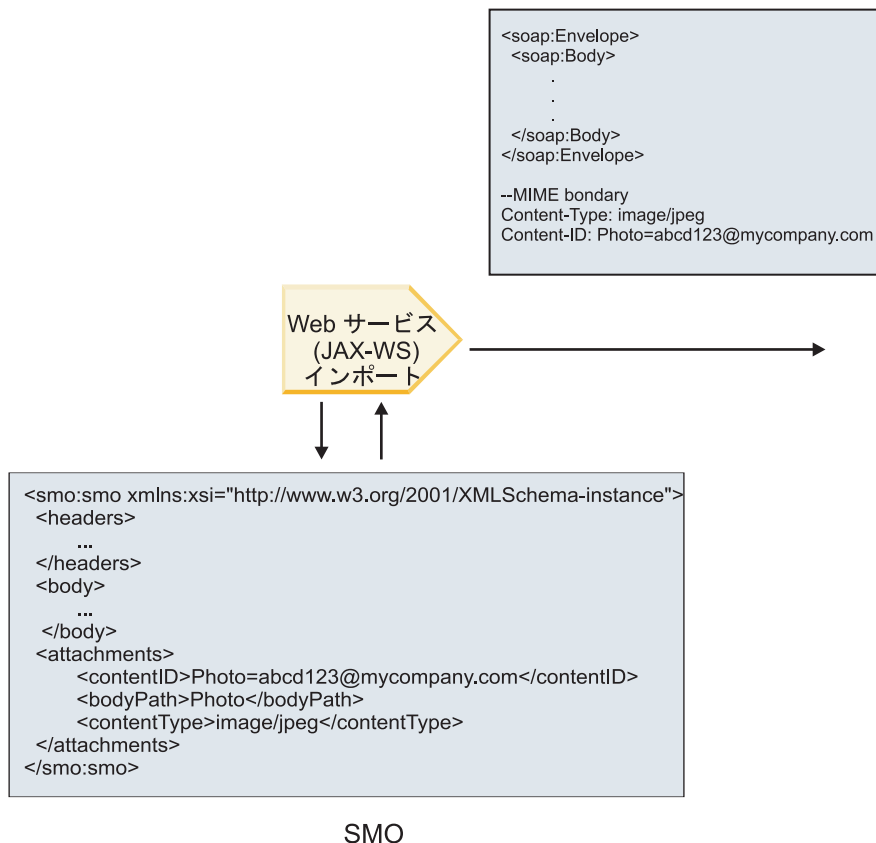 <soap:Envelope>
<soap:Body>
.
.
.
</soap:Body>
</soap:Envelope>
--MIME bondary
Content-Type: image/jpeg
Content-ID: Photo=abcd123@mycompany.com
Web サービス
(JAX-WS)
インポート
<smo:smo xmlns:xsi="http://www.w3.org/2001/XMLSchema-instance">
<headers>
...
</headers>
<body>
...
</body>
<attachments>
<contentID>Photo=abcd123@mycompany.com</contentID>
<bodyPath>Photo</bodyPath>
<contentType>image/jpeg</contentType>
</attachments>
</smo:smo>
SMO